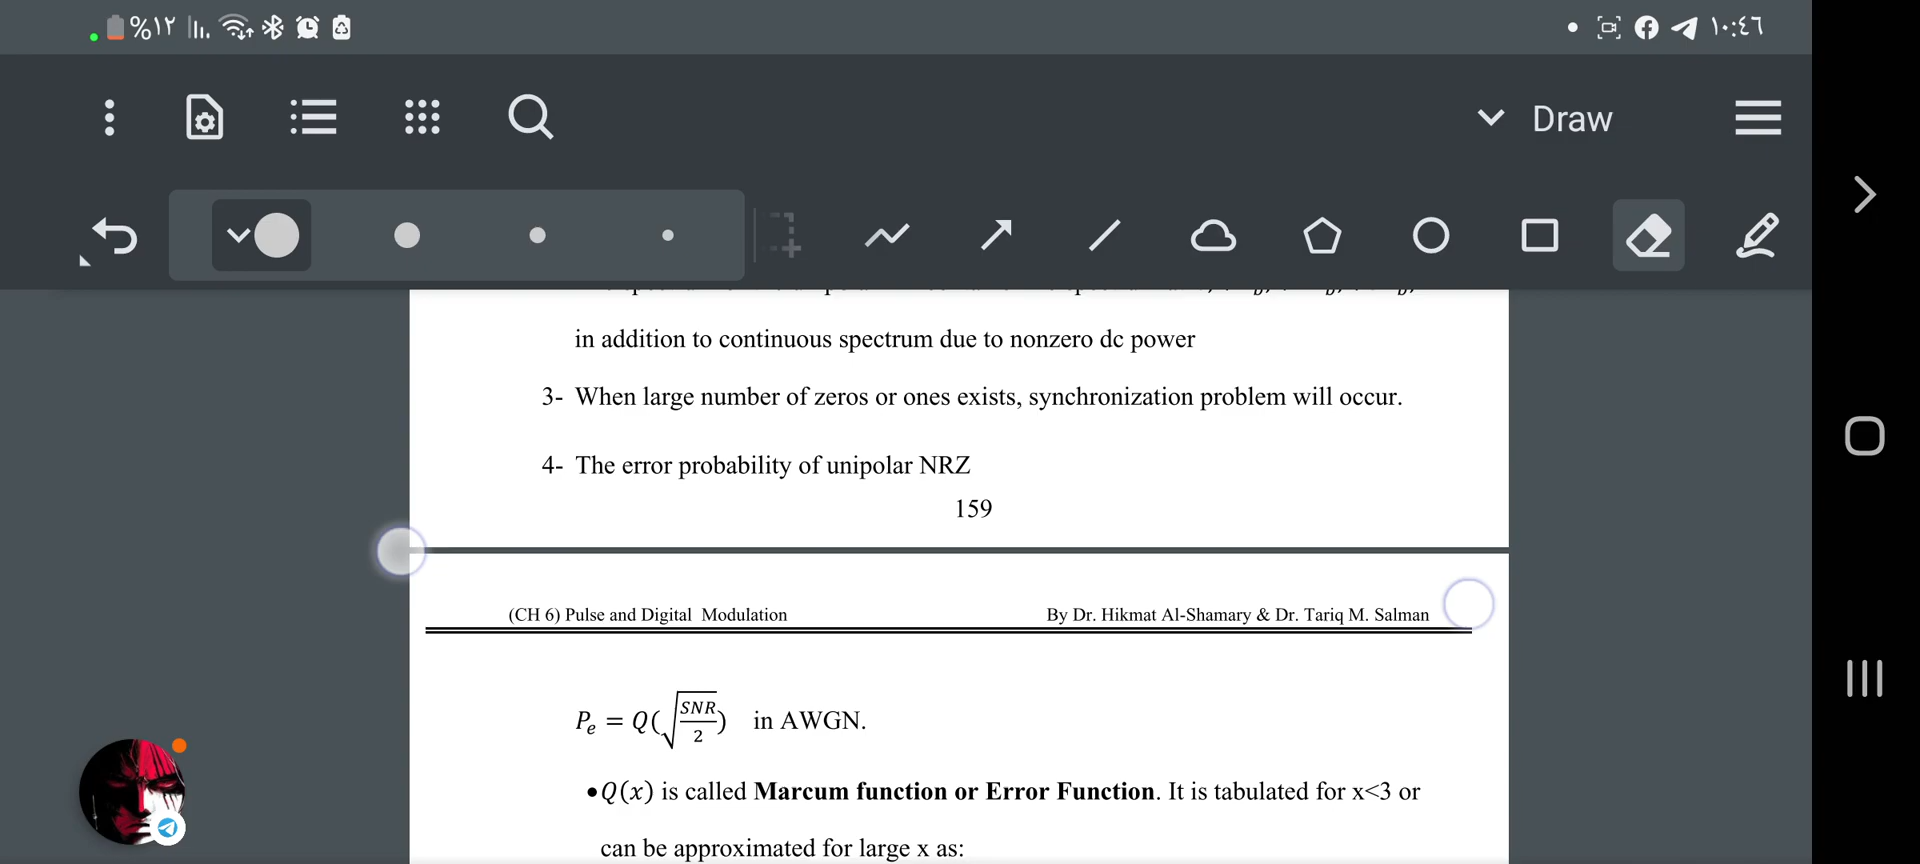 %١٢
١٠:٤٦
Draw
in addition to continuous spectrum due to nonzero dc power
3- When large number of zeros or ones exists, synchronization problem will occur.
4- The error probability of unipolar NRZ
159
(CH 6) Pulse and Digital Modulation By Dr. Hikmat Al-Shamary & Dr. Tariq M. Salman
Pₑ = Q(√(SNR/2)) in AWGN.
•Q(x) is called Marcum function or Error Function. It is tabulated for x<3 or
can be approximated for large x as: